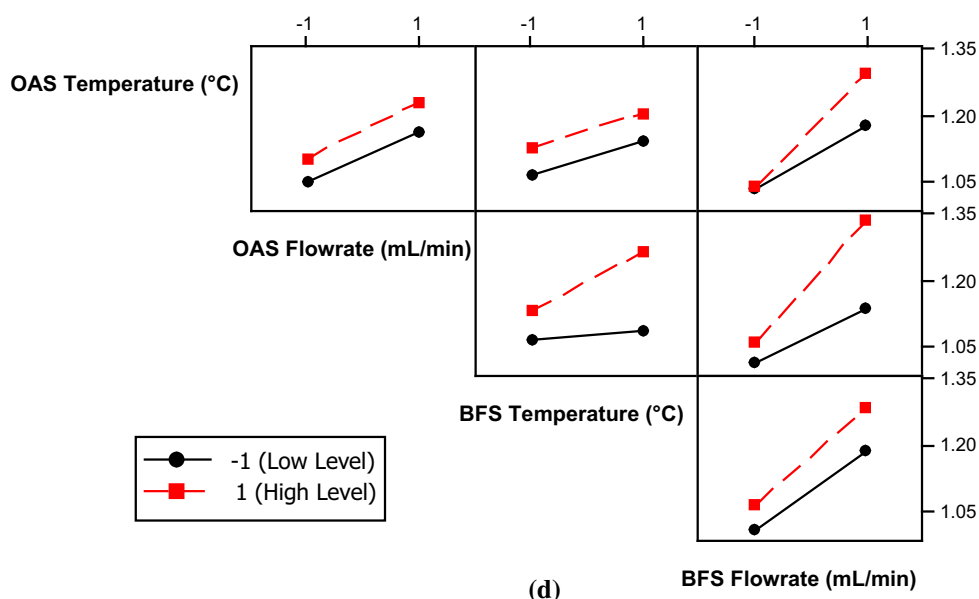 -1 1 -1 1 -1 1
1.35
OAS Temperature (°C)
1.20
1.05
1.35
OAS Flowrate (mL/min)
1.20
1.05
1.35
BFS Temperature (°C)
1.20
-1 (Low Level)
1 (High Level)
1.05
BFS Flowrate (mL/min)
(d)